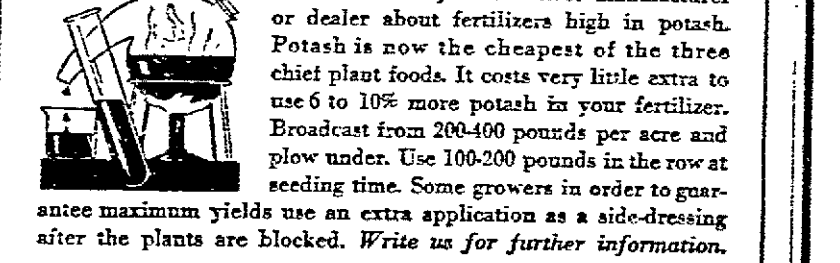 or dealer about fertilizers high in potash.
Potash is now the cheapest of the three
chief plant foods. It costs very little extra to
use 6 to 10% more potash in your fertilizer.
Broadcast from 200-400 pounds per acre and
plow under. Use 100-200 pounds in the row at
seeding time. Some growers in order to guar-
antee maximum yields use an extra application as a side-dressing
after the plants are blocked. Write us for further information.